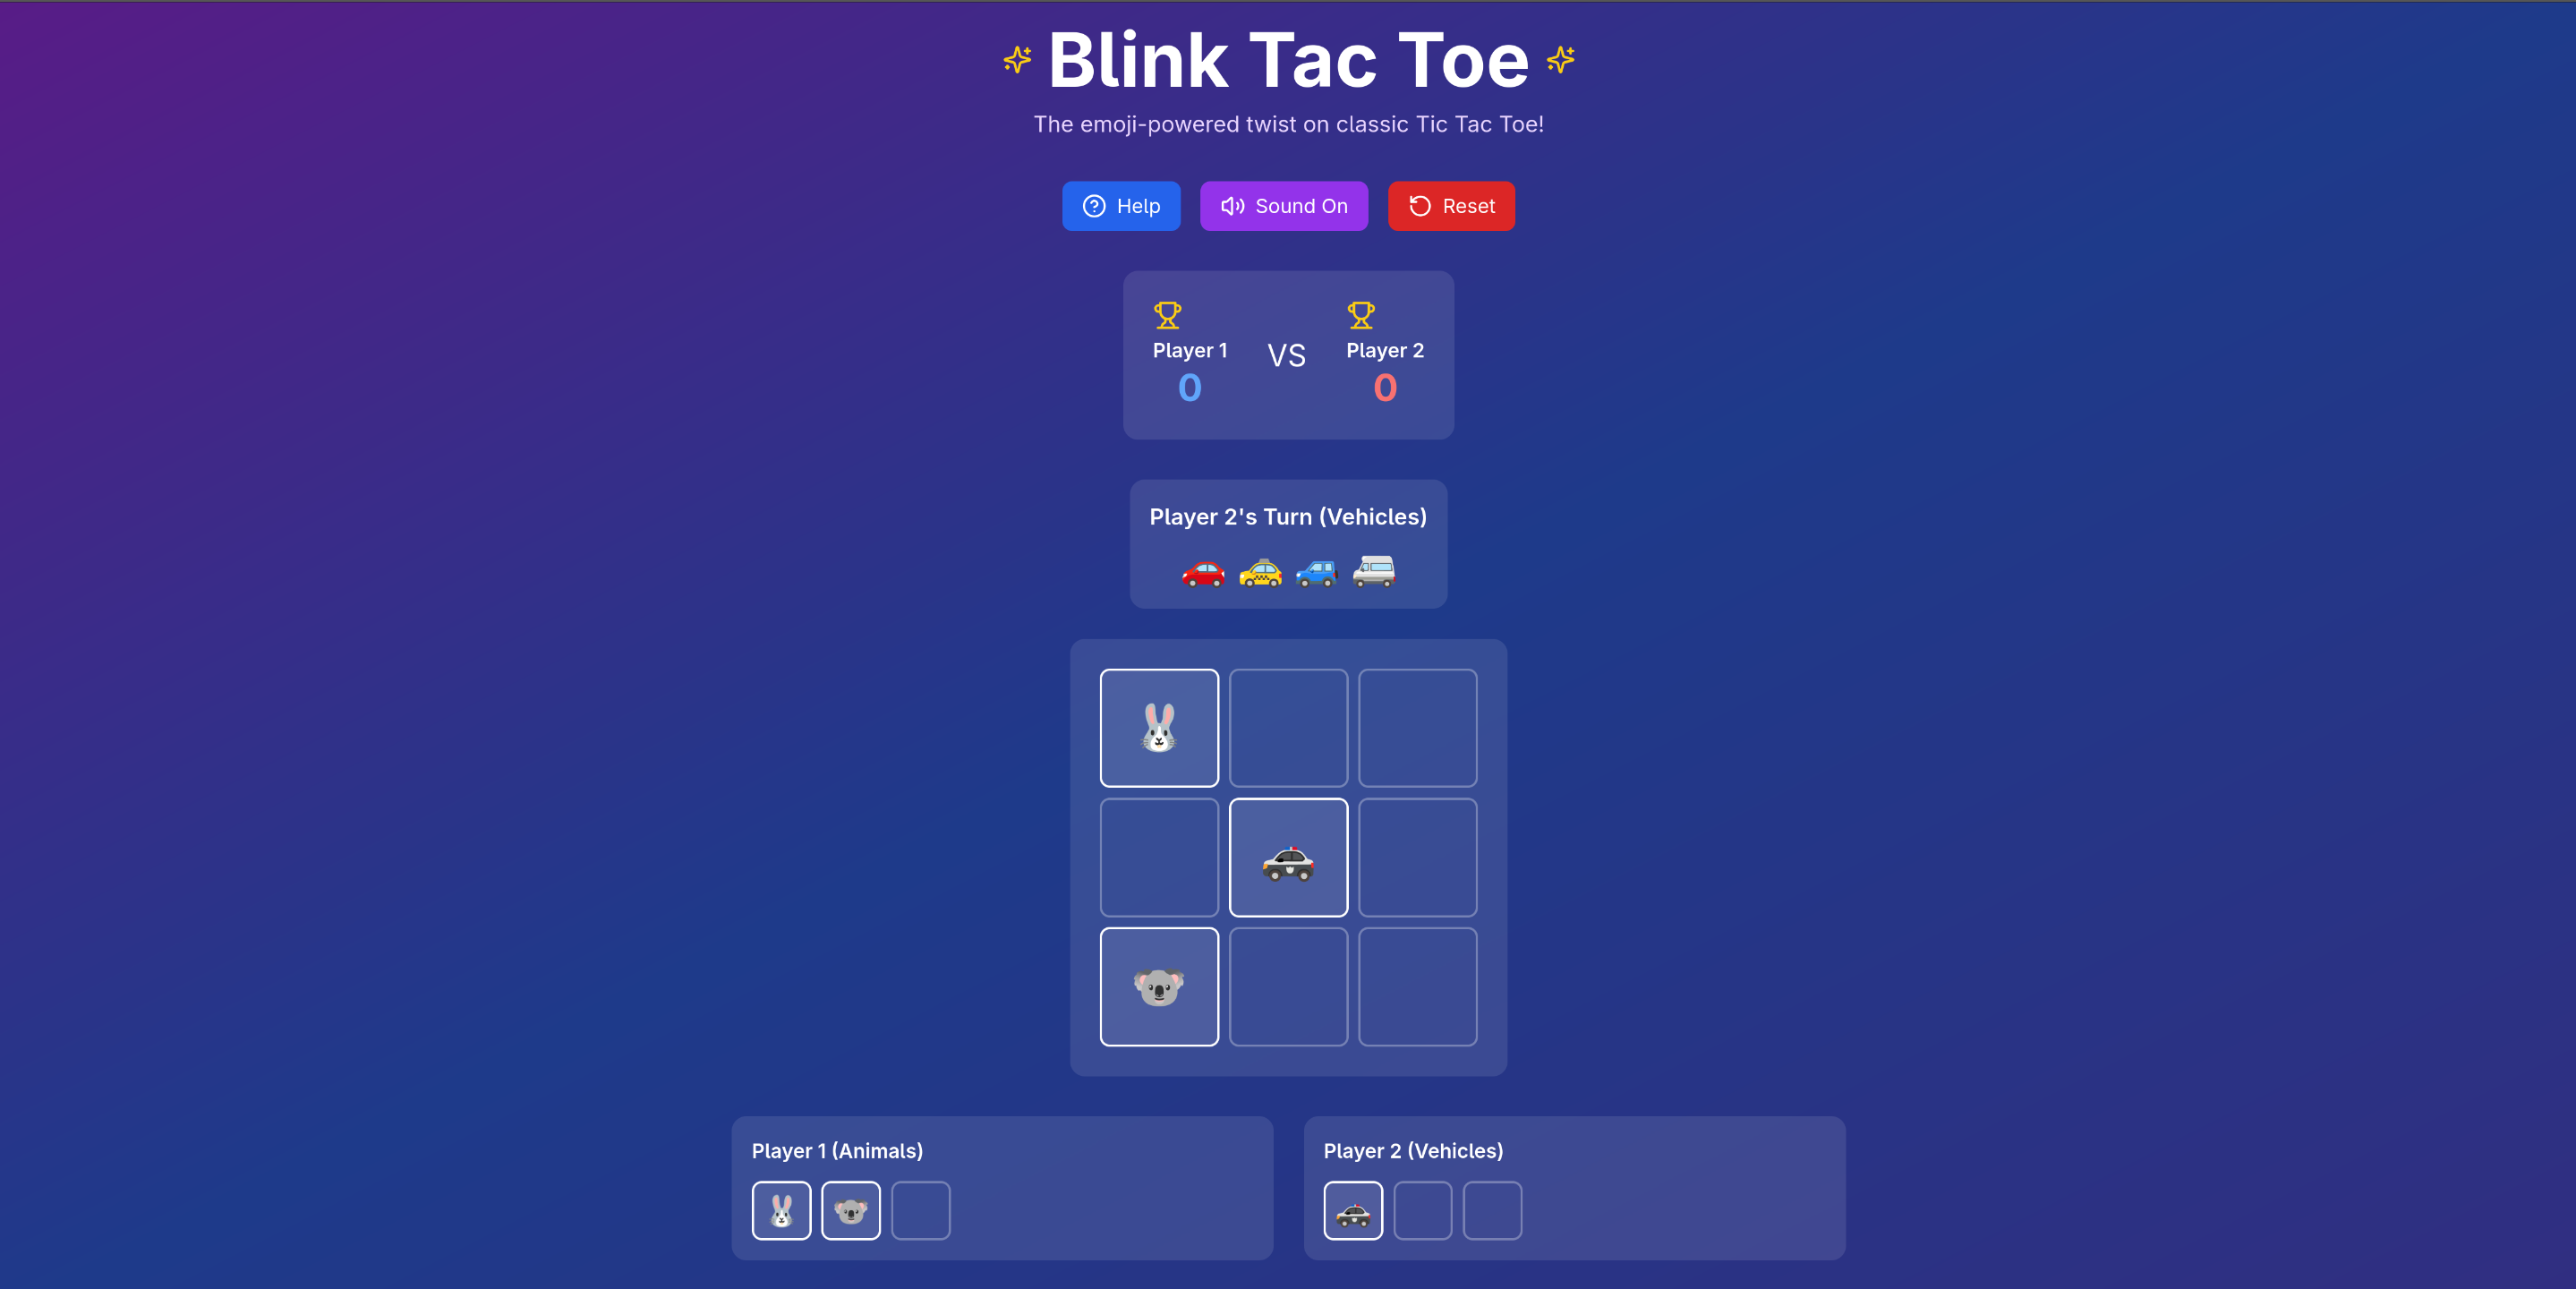 Blink Tac Toe
The emoji-powered twist on classic Tic Tac Toe!
Help
Sound On
Reset
Player 1
0
VS
Player 2
0
Player 2's Turn (Vehicles)
Player 1 (Animals)
Player 2 (Vehicles)